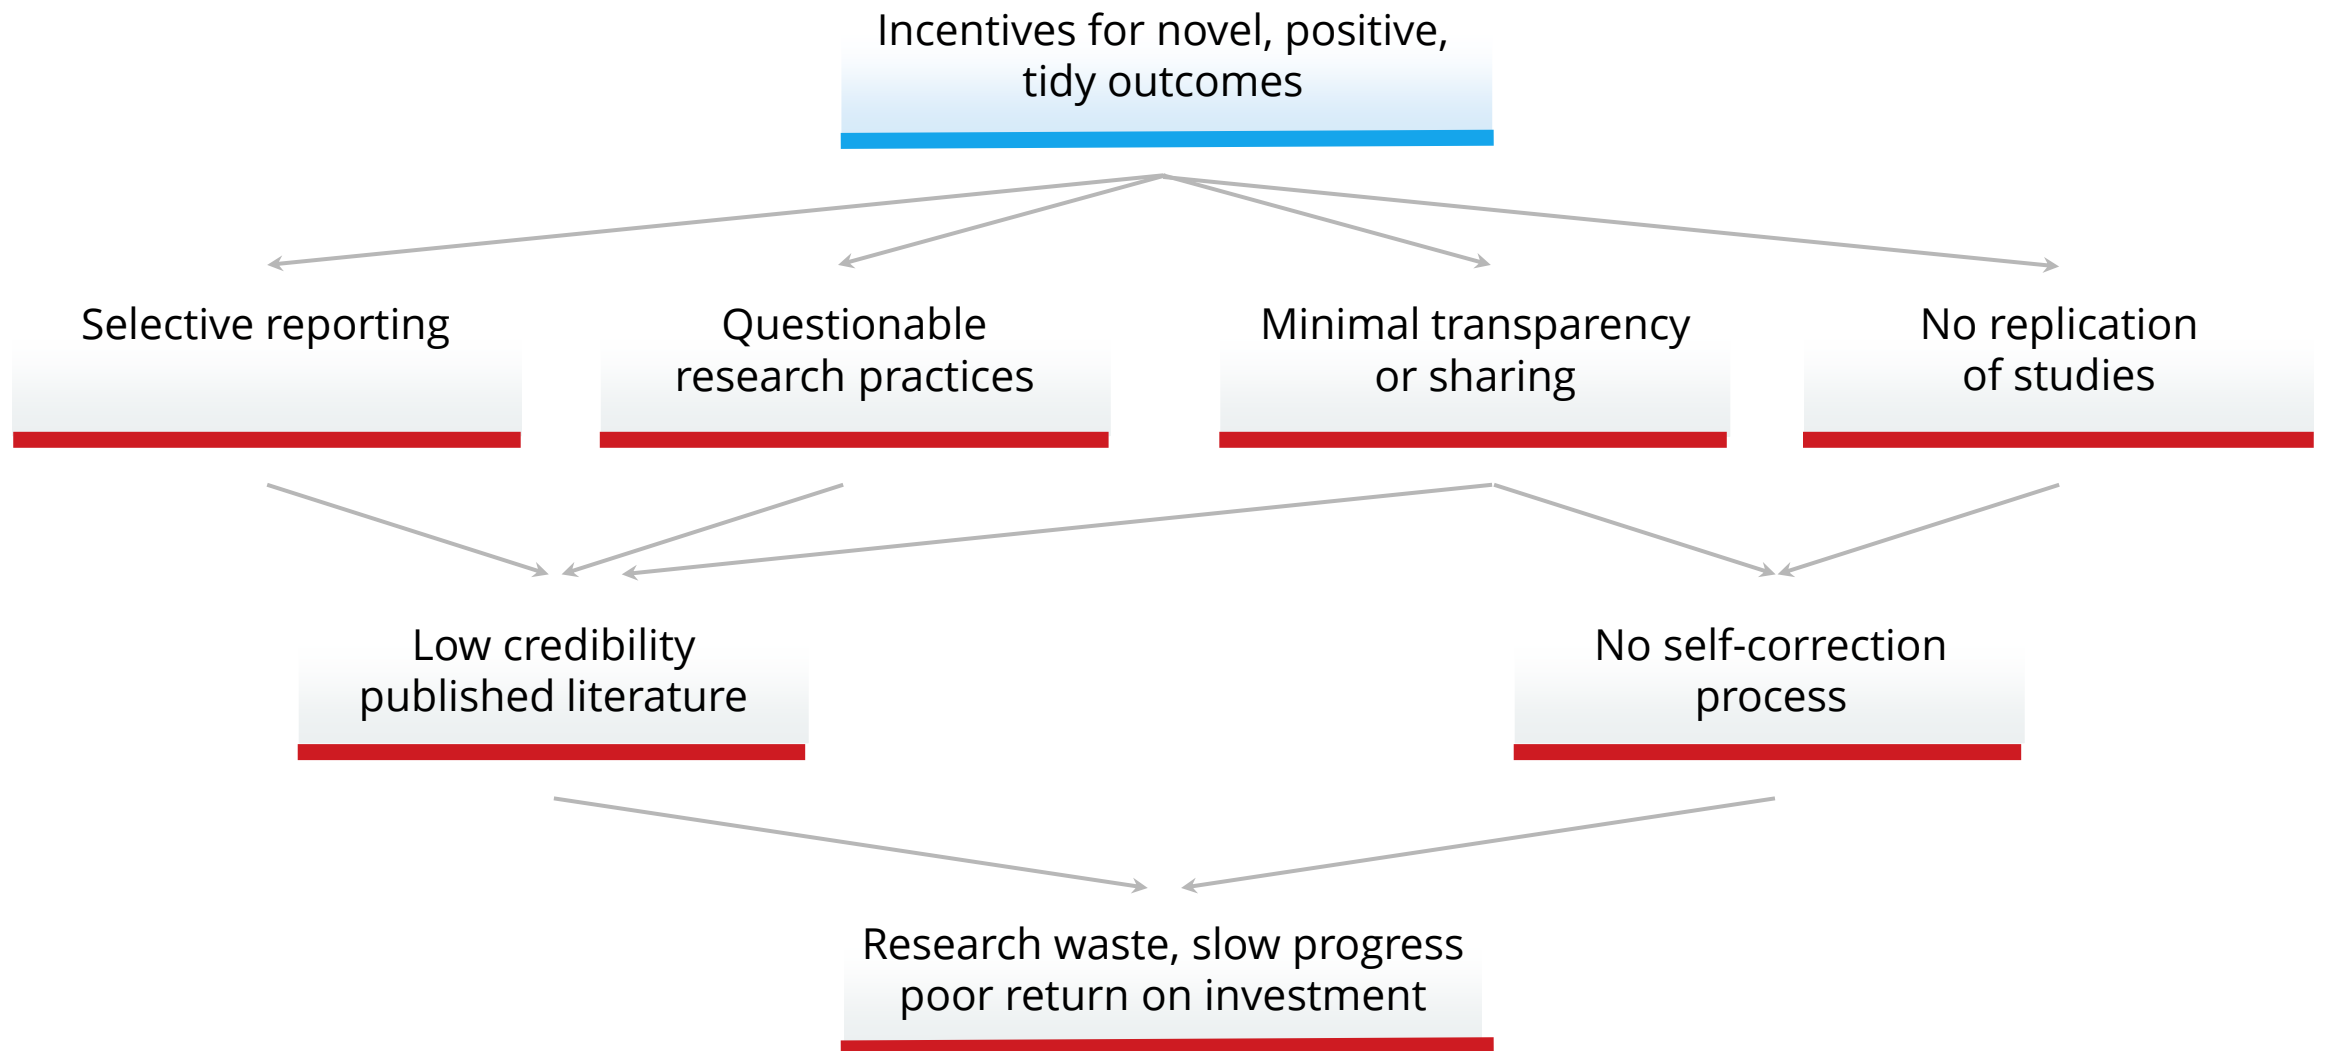 Incentives for novel, positive,
tidy outcomes
Selective reporting
Questionable
research practices
Minimal transparency
or sharing
No replication
of studies
Low credibility
published literature
No self-correction
process
Research waste, slow progress
poor return on investment